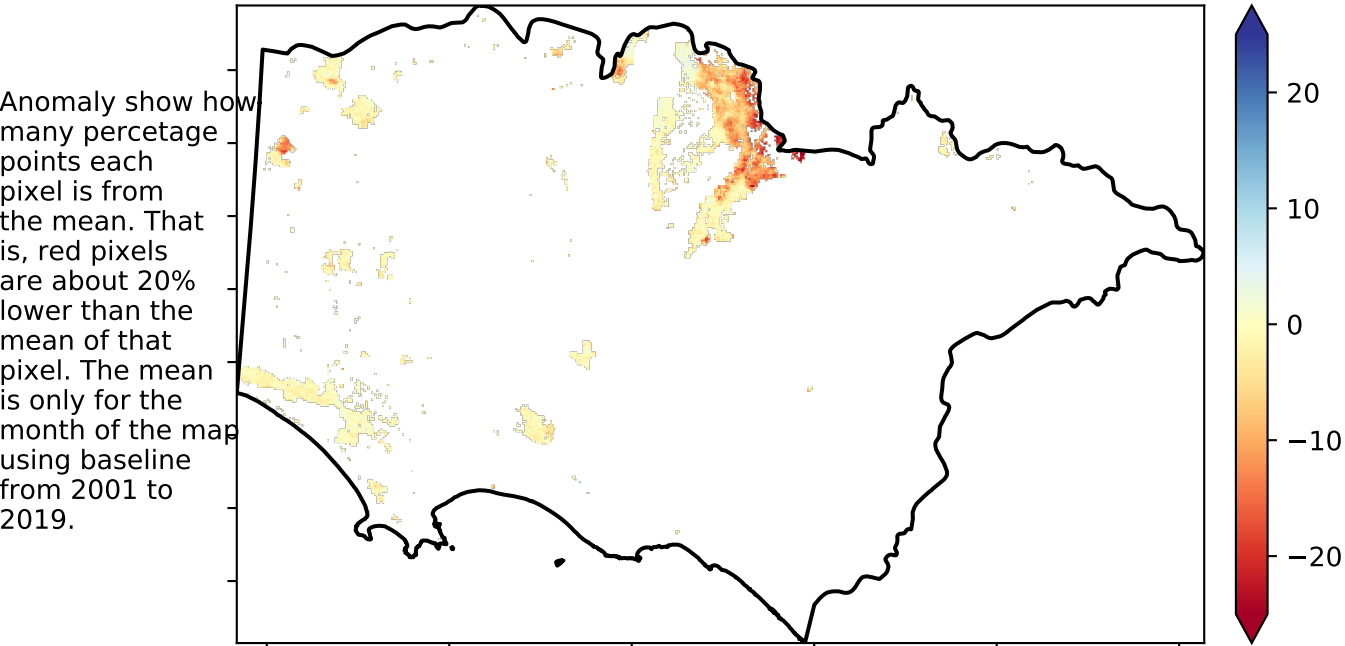 Anomaly show how
many percetage
points each
pixel is from
the mean. That
is, red pixels
are about 20%
lower than the
mean of that
pixel. The mean
is only for the
month of the map
using baseline
from 2001 to
2019.
20
10
0
−10
−20